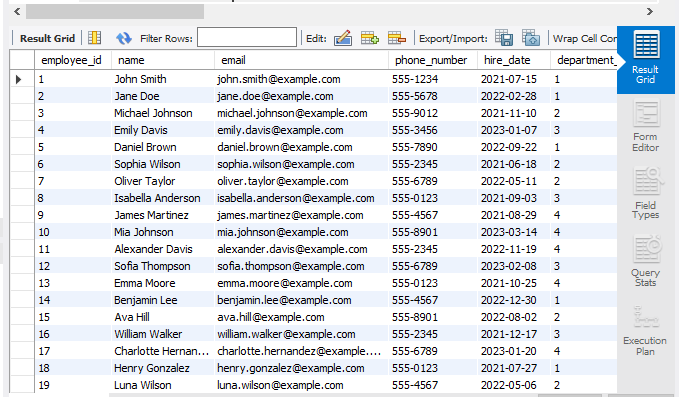 Result Grid Filter Rows: Edit: Export/Import: Wrap Cell Con
employee_id name email phone_number hire_date department_
1 John Smith john.smith@example.com 555-1234 2021-07-15 1
2 Jane Doe jane.doe@example.com 555-5678 2022-02-28 1
3 Michael Johnson michael.johnson@example.com 555-9012 2021-11-10 2
4 Emily Davis emily.davis@example.com 555-3456 2023-01-07 3
5 Daniel Brown daniel.brown@example.com 555-7890 2022-09-22 1
6 Sophia Wilson sophia.wilson@example.com 555-2345 2021-06-18 2
7 Oliver Taylor oliver.taylor@example.com 555-6789 2022-05-11 2
8 Isabella Anderson isabella.anderson@example.com 555-0123 2021-09-03 3
9 James Martinez james.martinez@example.com 555-4567 2021-08-29 4
10 Mia Johnson mia.johnson@example.com 555-8901 2023-03-14 4
11 Alexander Davis alexander.davis@example.com 555-2345 2022-11-19 4
12 Sofia Thompson sofia.thompson@example.com 555-6789 2023-02-08 3
13 Emma Moore emma.moore@example.com 555-0123 2021-10-25 4
14 Benjamin Lee benjamin.lee@example.com 555-4567 2022-12-30 1
15 Ava Hill ava.hill@example.com 555-8901 2022-08-02 2
16 William Walker william.walker@example.com 555-2345 2021-12-17 3
17 Charlotte Hernan... charlotte.hernandez@example.... 555-6789 2023-01-20 4
18 Henry Gonzalez henry.gonzalez@example.com 555-0123 2021-07-27 1
19 Luna Wilson luna.wilson@example.com 555-4567 2022-05-06 2
Result
Grid
Form
Editor
Field
Types
Query
Stats
Execution
Plan